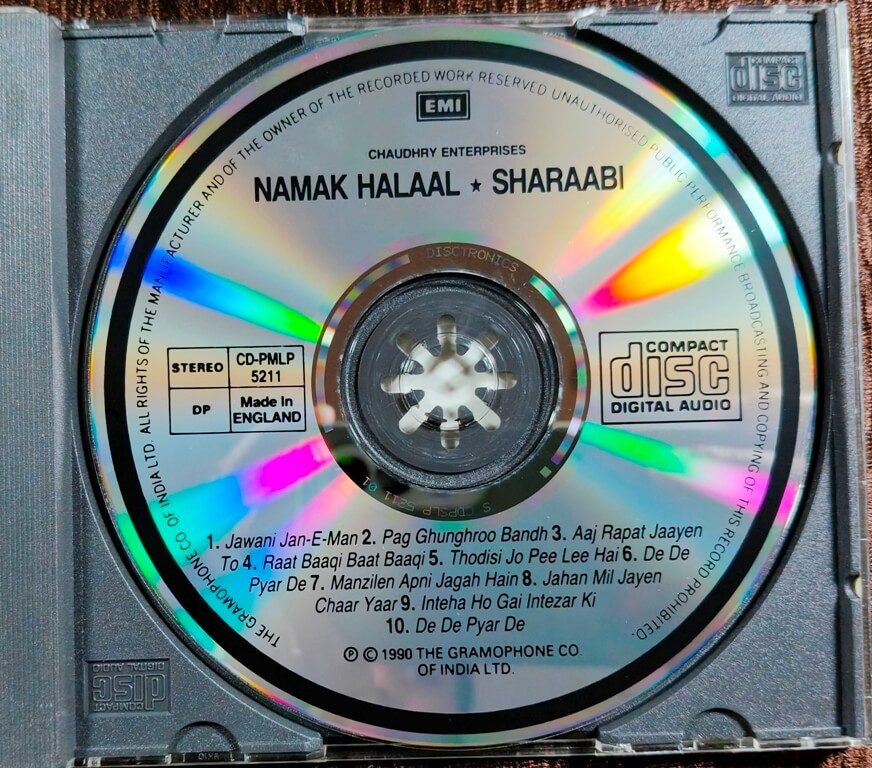 THE GRAMOPHONE CO OF INDIA LTD. ALL RIGHTS OF THE MANUFACTURER AND OF THE OWNER OF THE RECORDED WORK RESERVED UNAUTHORISED PUBLIC PERFORMANCE BROADCASTING AND COPYING OF THIS RECORD PROHIBITED.
COMPACT
disc
DIGITAL AUDIO
EMI
CHAUDHRY ENTERPRISES
NAMAK HALAAL ★ SHARAABI
DISCTRONICS
STEREO
CD-PMLP
5211
DP
Made In
ENGLAND
COMPACT
disc
DIGITAL AUDIO
1. Jawani Jan-E-Man 2. Pag Ghunghroo Bandh 3. Aaj Rapat Jaayen
To 4. Raat Baaqi Baat Baaqi 5. Thodisi Jo Pee Lee Hai 6. De De
Pyar De 7. Manzilen Apni Jagah Hain 8. Jahan Mil Jayen
Chaar Yaar 9. Inteha Ho Gai Intezar Ki
10. De De Pyar De
℗ © 1990 THE GRAMOPHONE CO.
OF INDIA LTD.
COMPACT
disc
DIGITAL AUDIO